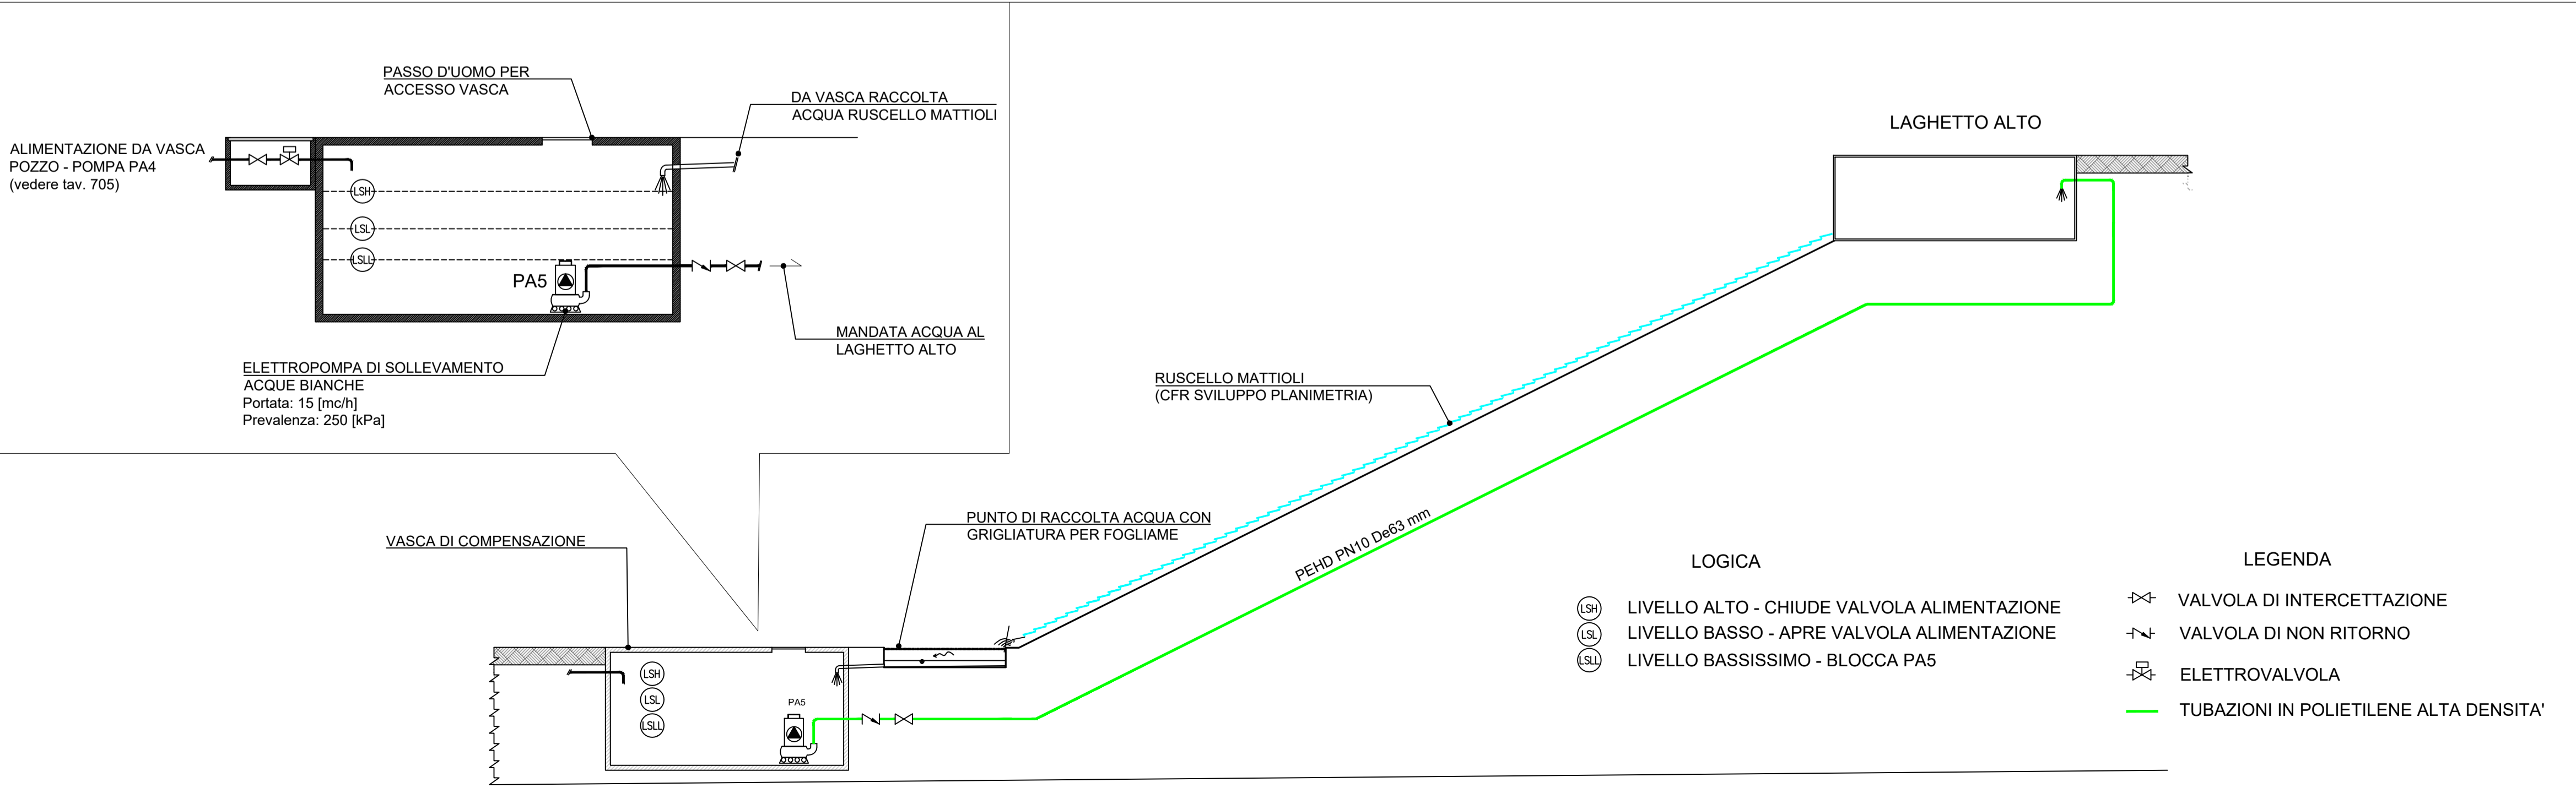 PASSO D'UOMO PER
ACCESSO VASCA
DA VASCA RACCOLTA
ACQUA RUSCELLO MATTIOLI
ALIMENTAZIONE DA VASCA
POZZO - POMPA PA4
(vedere tav. 705)
LSH
LSL
LSLL
PA5
MANDATA ACQUA AL
LAGHETTO ALTO
ELETTROPOMPA DI SOLLEVAMENTO
ACQUE BIANCHE
Portata: 15 [mc/h]
Prevalenza: 250 [kPa]
LAGHETTO ALTO
RUSCELLO MATTIOLI
(CFR SVILUPPO PLANIMETRIA)
PEHD PN10 De63 mm
PUNTO DI RACCOLTA ACQUA CON
GRIGLIATURA PER FOGLIAME
VASCA DI COMPENSAZIONE
LSH
LSL
LSLL
PA5
LOGICA
LSH LIVELLO ALTO - CHIUDE VALVOLA ALIMENTAZIONE
LSL LIVELLO BASSO - APRE VALVOLA ALIMENTAZIONE
LSLL LIVELLO BASSISSIMO - BLOCCA PA5
LEGENDA
VALVOLA DI INTERCETTAZIONE
VALVOLA DI NON RITORNO
ELETTROVALVOLA
TUBAZIONI IN POLIETILENE ALTA DENSITA'